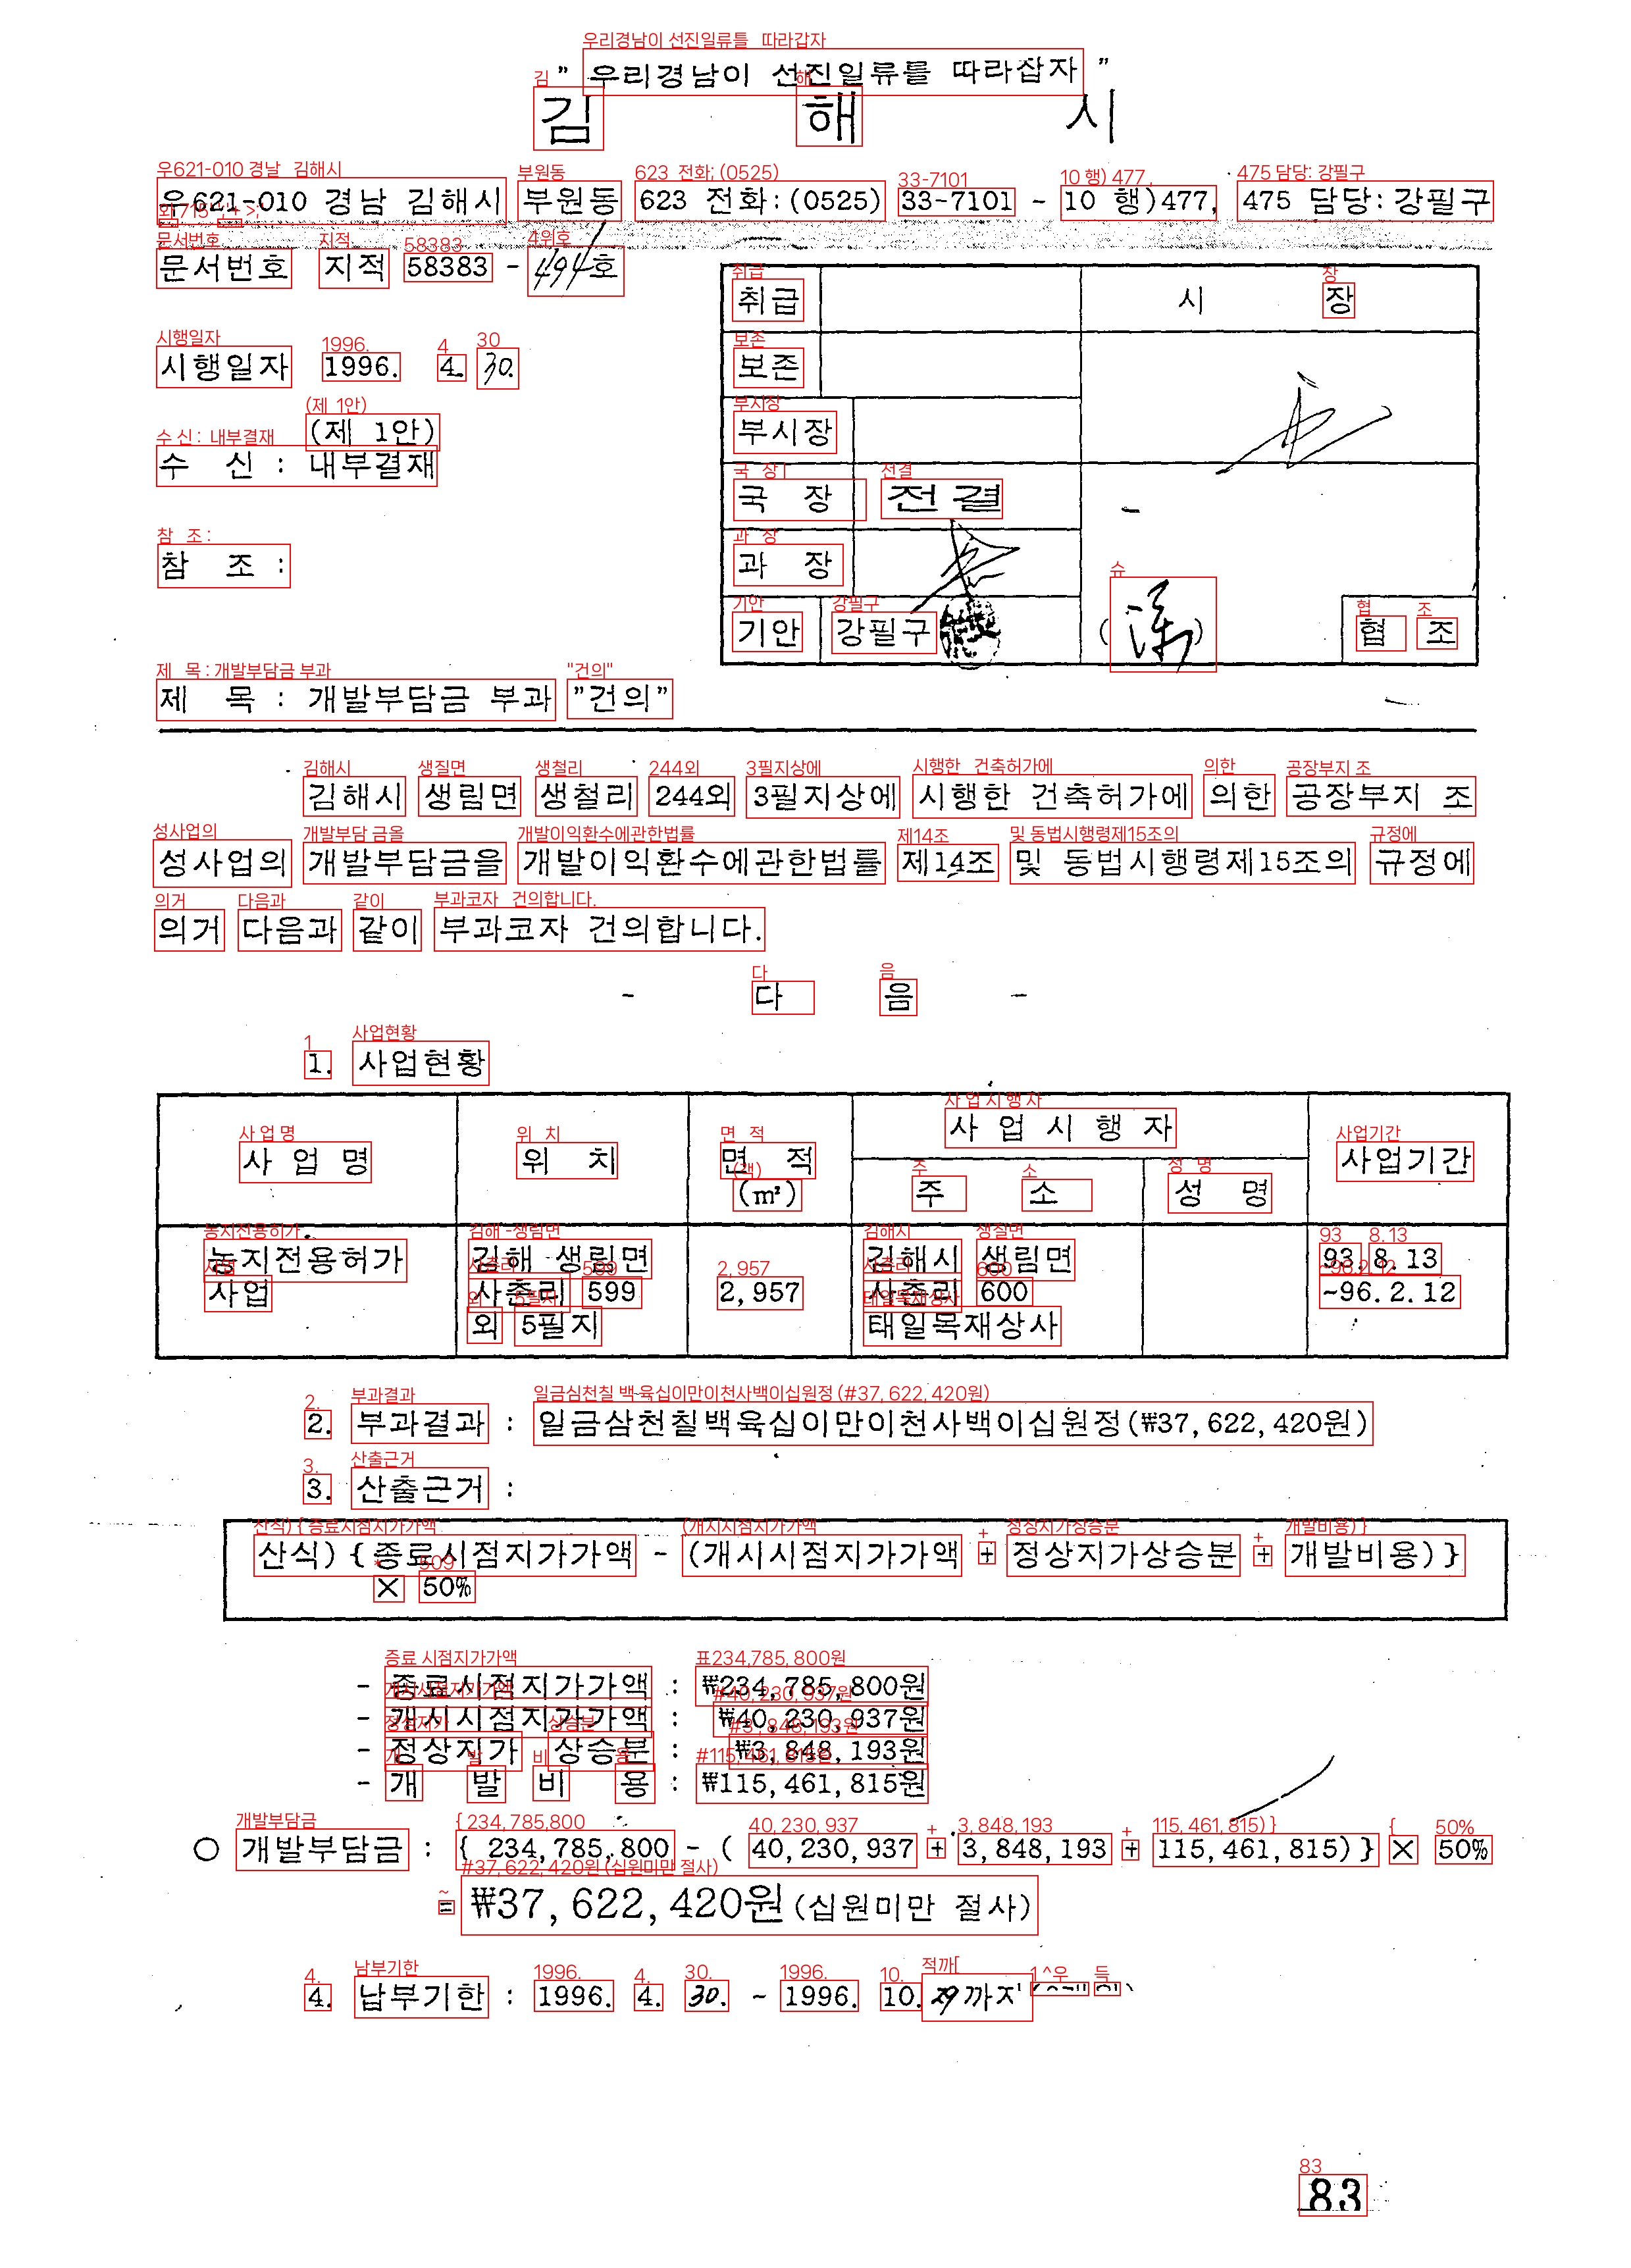 " 우리경남이 선진일류를 따라잡자 "
김 해 시
우621-010 경남 김해시 부원동 623 전화:(0525) 33-7101 - 10 행)477, 475 담당:강필구
문서번호 지적 58383 - 494호
시행일자 1996. 4. 30.
(제 1안)
수 신 : 내부결재
참 조 :
취급 시 장
보존
부시장
국 장 전결
과 장
기안 강필구 협 조
제 목 : 개발부담금 부과 "건의"
김해시 생림면 생철리 244외 3필지상에 시행한 건축허가에 의한 공장부지 조
성사업의 개발부담금을 개발이익환수에관한법률 제14조 및 동법시행령제15조의 규정에
의거 다음과 같이 부과코자 건의합니다.
- 다 음 -
1. 사업현황
사 업 명 위 치 면 적 (m²) 사 업 시 행 자 사업기간
주 소 성 명
농지전용허가 김해 생림면 김해시 생림면 93.8.13
사업 사촌리 599 2,957 사촌리 600 ~96.2.12
외 5필지 태일목재상사
2. 부과결과 : 일금삼천칠백육십이만이천사백이십원정(₩37,622,420원)
3. 산출근거 :
산식) {종료시점지가가액 - (개시시점지가가액 + 정상지가상승분 + 개발비용)}
× 50%
- 종료시점지가가액 : ₩234,785,800원
- 개시시점지가가액 : ₩40,230,937원
- 정상지가 상승분 : ₩3,848,193원
- 개 발 비 용 : ₩115,461,815원
○ 개발부담금 : { 234,785,800 - ( 40,230,937 + 3,848,193 + 115,461,815)} × 50%
= ₩37,622,420원(십원미만 절사)
4. 납부기한 : 1996. 4. 30. ~ 1996. 10. 29까지
83